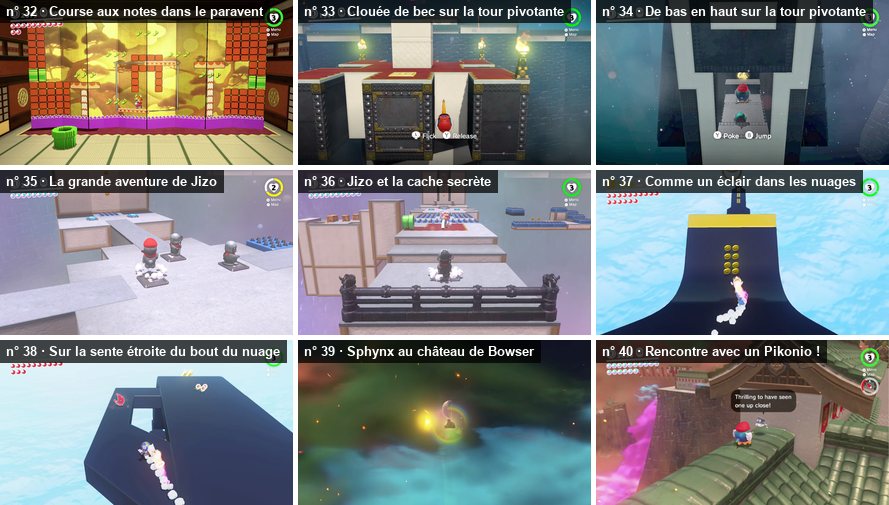 n° 32 · Course aux notes dans le paravent
n° 33 · Clouée de bec sur la tour pivotante
n° 34 · De bas en haut sur la tour pivotante
Flick Y Release
Y Poke B Jump
n° 35 · La grande aventure de Jizo
n° 36 · Jizo et la cache secrète
n° 37 · Comme un éclair dans les nuages
n° 38 · Sur la sente étroite du bout du nuage
n° 39 · Sphynx au château de Bowser
n° 40 · Rencontre avec un Pikonio !
Thrilling to have seen
one up close!